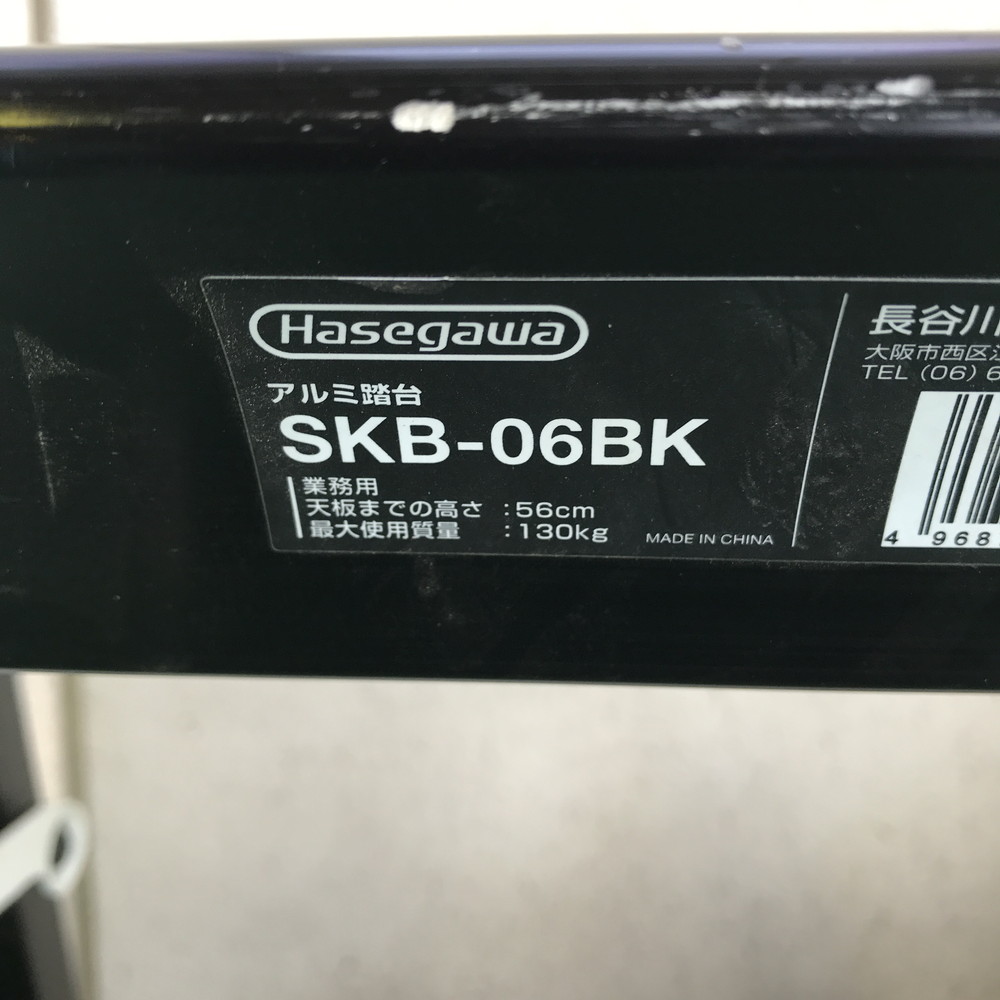 Hasegawa
アルミ踏台
SKB-06BK
業務用
天板までの高さ :56cm
最大使用質量 :130kg
MADE IN CHINA
長谷川
大阪市西区
TEL (06) 6
4 968